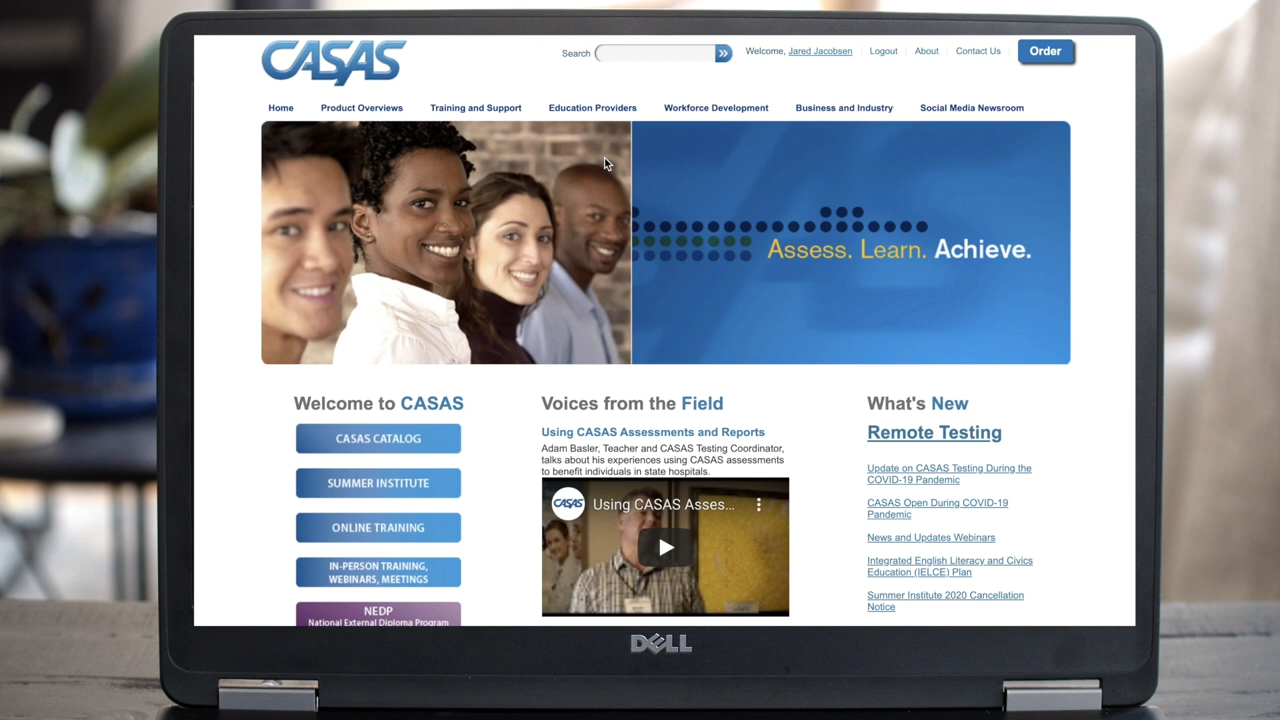 CASAS
Search
Welcome, Jared Jacobsen
Logout
About
Contact Us
Order
Home
Product Overviews
Training and Support
Education Providers
Workforce Development
Business and Industry
Social Media Newsroom
Assess. Learn. Achieve.
Welcome to CASAS
CASAS CATALOG
SUMMER INSTITUTE
ONLINE TRAINING
IN-PERSON TRAINING,
WEBINARS, MEETINGS
NEDP
National External Diploma Program
Voices from the Field
Using CASAS Assessments and Reports
Adam Basler, Teacher and CASAS Testing Coordinator,
talks about his experiences using CASAS assessments
to benefit individuals in state hospitals.
CASAS
Using CASAS Asses...
What's New
Remote Testing
Update on CASAS Testing During the
COVID-19 Pandemic
CASAS Open During COVID-19
Pandemic
News and Updates Webinars
Integrated English Literacy and Civics
Education (IELCE) Plan
Summer Institute 2020 Cancellation
Notice
DELL